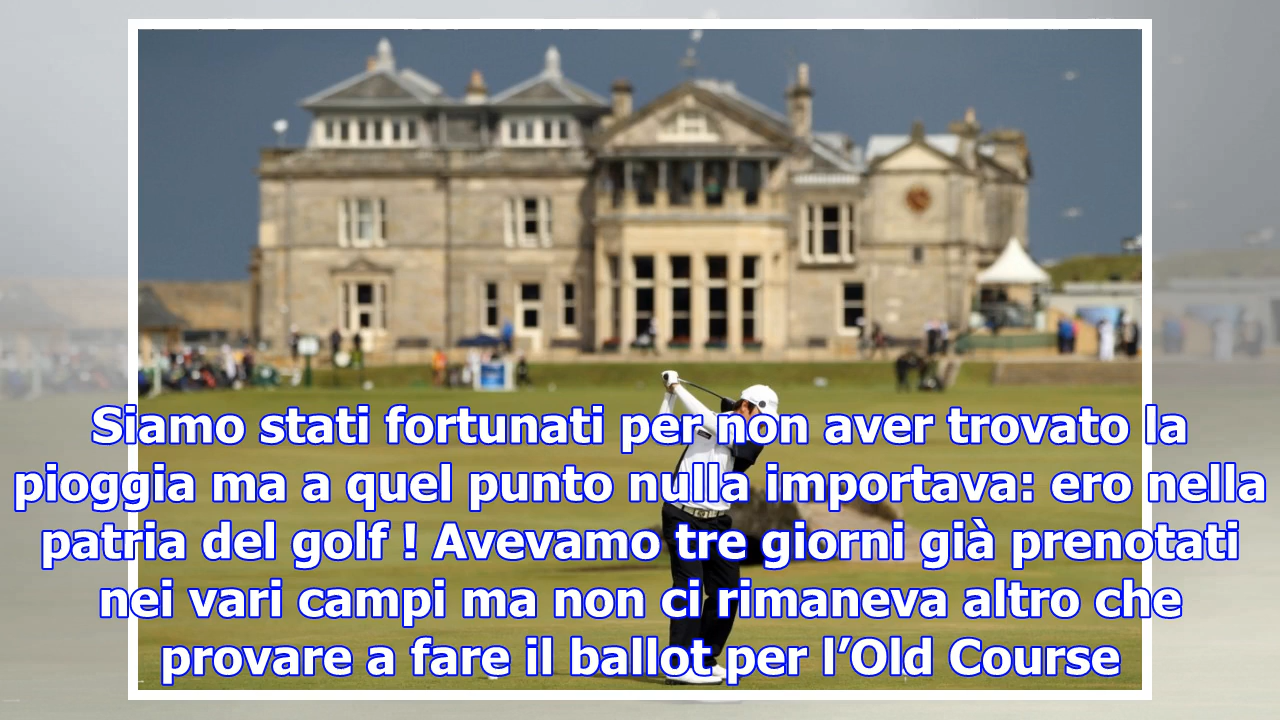 Siamo stati fortunati per non aver trovato la
pioggia ma a quel punto nulla importava: ero nella
patria del golf ! Avevamo tre giorni già prenotati
nei vari campi ma non ci rimaneva altro che
provare a fare il ballot per l’Old Course